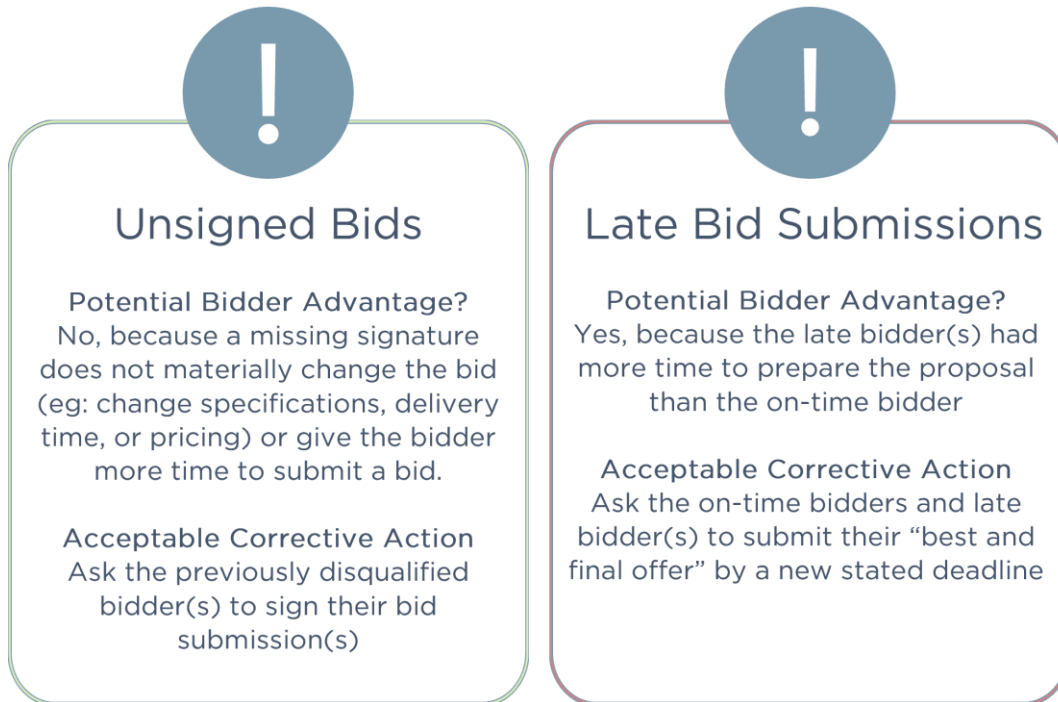 !
Unsigned Bids
Potential Bidder Advantage?
No, because a missing signature
does not materially change the bid
(eg: change specifications, delivery
time, or pricing) or give the bidder
more time to submit a bid.
Acceptable Corrective Action
Ask the previously disqualified
bidder(s) to sign their bid
submission(s)
!
Late Bid Submissions
Potential Bidder Advantage?
Yes, because the late bidder(s) had
more time to prepare the proposal
than the on-time bidder
Acceptable Corrective Action
Ask the on-time bidders and late
bidder(s) to submit their “best and
final offer” by a new stated deadline